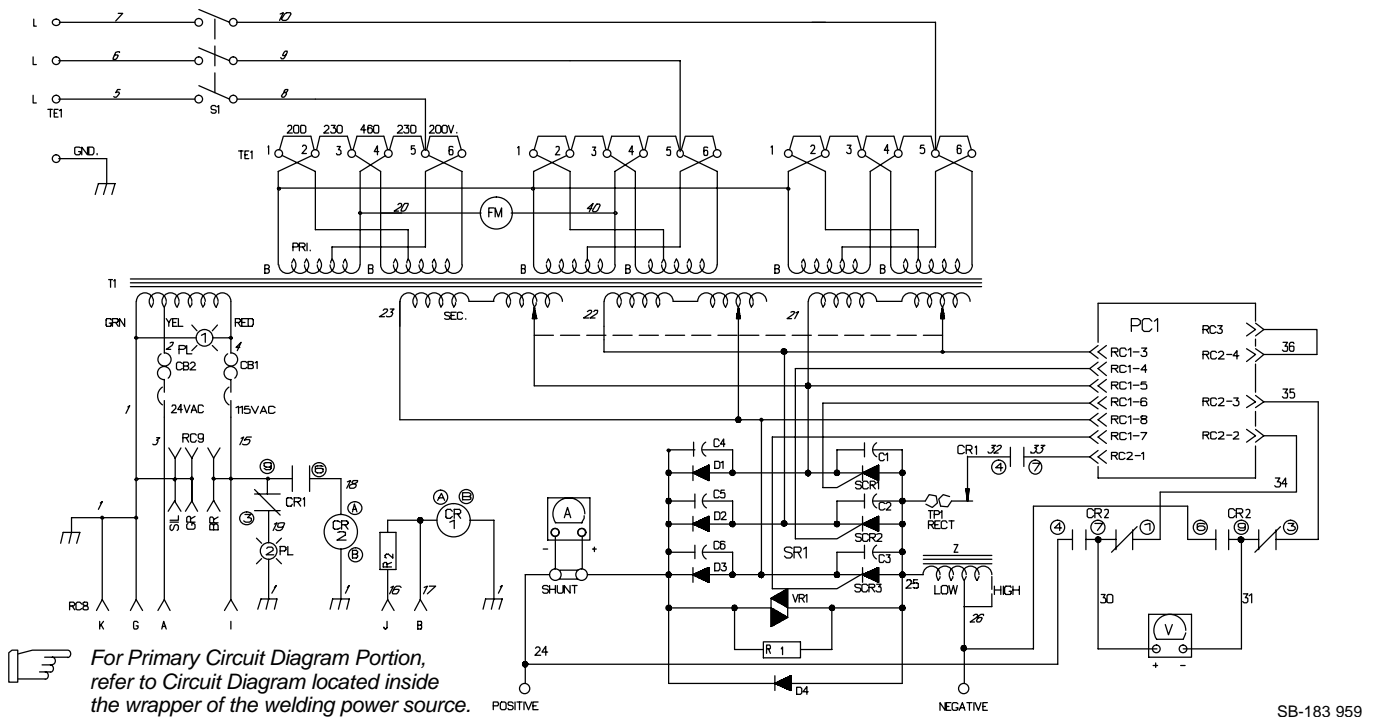 L 7 10
L 6 9
L 5 8
TE1 S1
GND.
200 230 460 230 200V.
TE1 1 2 3 4 5 6 1 2 3 4 5 6 1 2 3 4 5 6
20 FM 40
PRI.
B B B B B B
T1
23 SEC. 22 21
GRN YEL RED
PL 1
2 4
CB2 CB1
24VAC 115VAC
1 3 RC9 15
PC1
RC1-3
RC1-4
RC1-5
RC1-6
RC1-8
RC1-7
RC2-1
RC3
RC2-4 36
RC2-3 35
RC2-2
34
9 6 CR1 18
3 19
2 PL
SIL GR BR
A CR 2 B
A B CR 1
R2
16 17
1 1 1 1
RC8
K G A I J B
A
- +
SHUNT
C4 D1 C1 SCR1
C5 D2 C2 SCR2
C6 D3 C3 SCR3
SR1
VR1
R 1
D4
CR1 32 33
4 7
TP1
RECT
Z
25 LOW HIGH
26
CR2 CR2
4 7 1 6 9 3
30 31
V
+ -
24
POSITIVE NEGATIVE
For Primary Circuit Diagram Portion,
refer to Circuit Diagram located inside
the wrapper of the welding power source.
SB-183 959